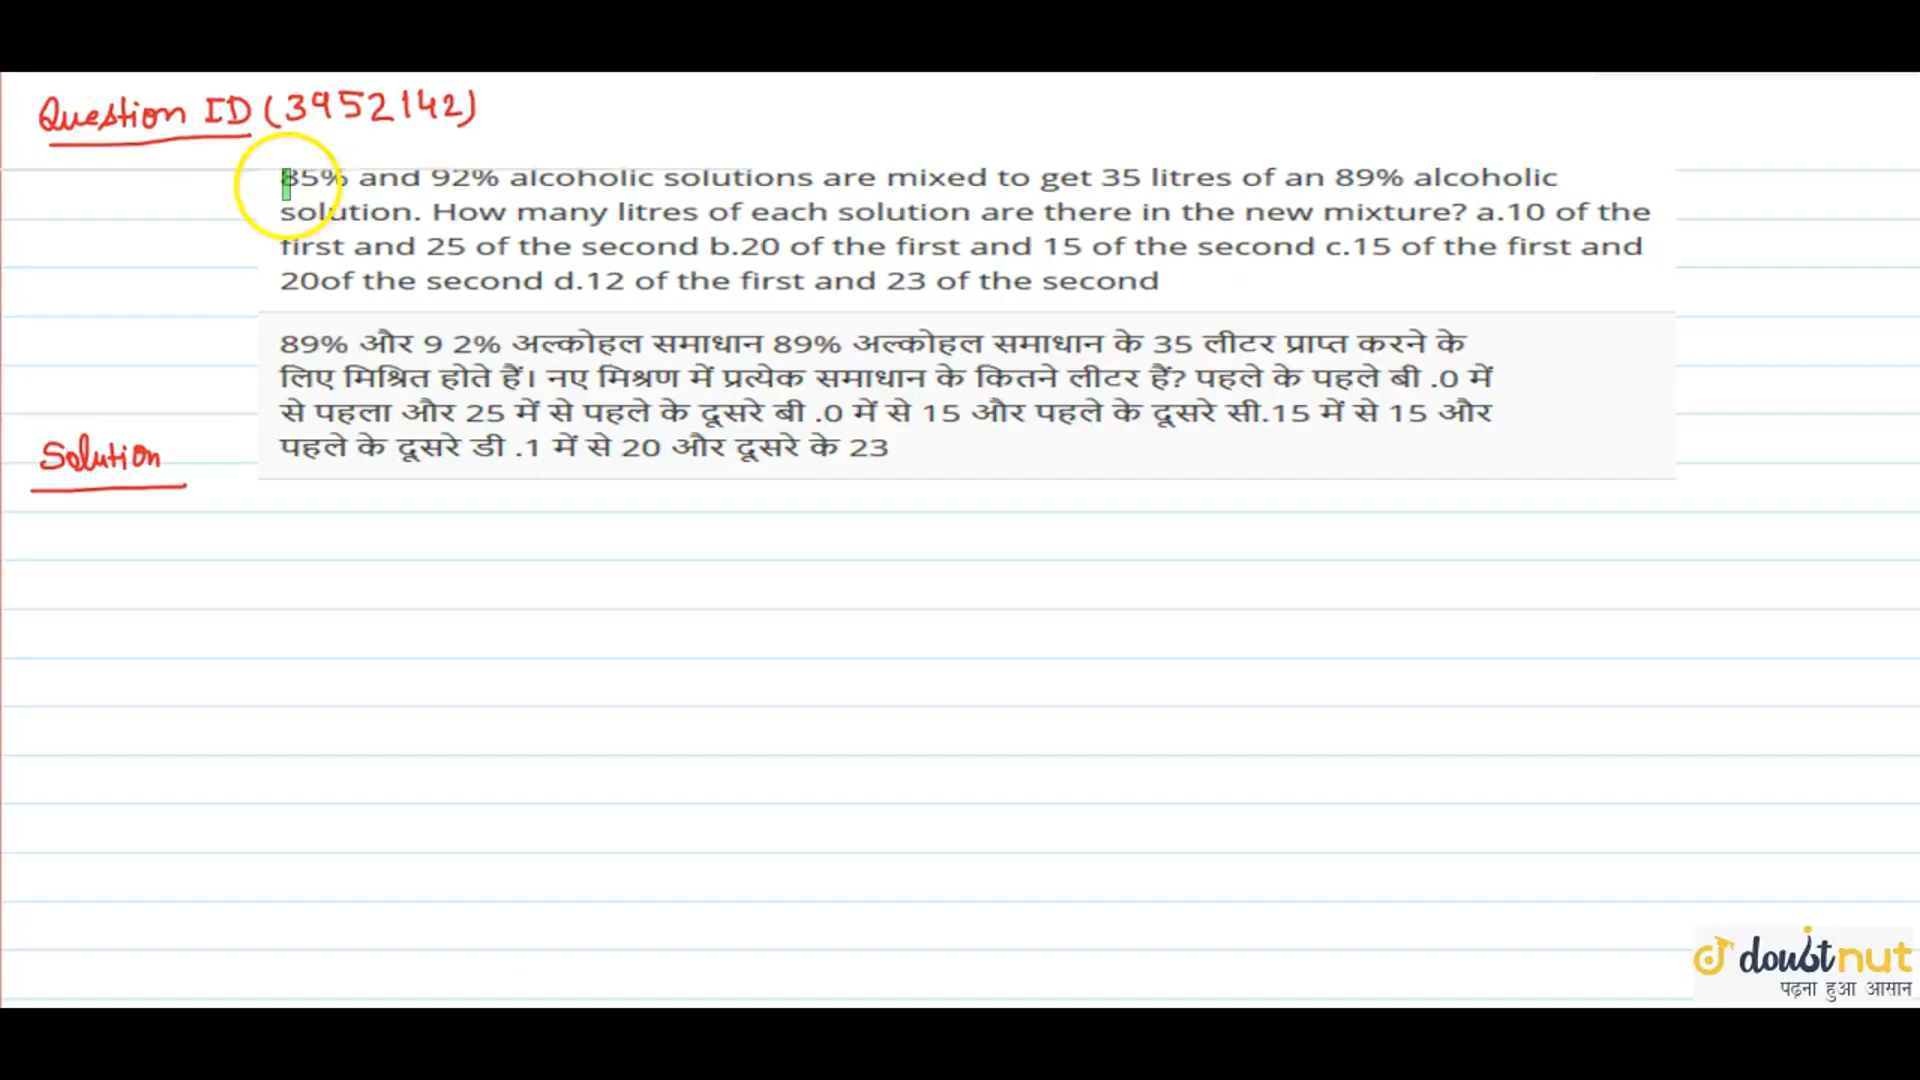 Question ID (3952142)
85% and 92% alcoholic solutions are mixed to get 35 litres of an 89% alcoholic
solution. How many litres of each solution are there in the new mixture? a.10 of the
first and 25 of the second b.20 of the first and 15 of the second c.15 of the first and
20of the second d.12 of the first and 23 of the second
89% और 9 2% अल्कोहल समाधान 89% अल्कोहल समाधान के 35 लीटर प्राप्त करने के
लिए मिश्रित होते हैं। नए मिश्रण में प्रत्येक समाधान के कितने लीटर हैं? पहले के पहले बी .0 में
से पहला और 25 में से पहले के दूसरे बी .0 में से 15 और पहले के दूसरे सी.15 में से 15 और
पहले के दूसरे डी .1 में से 20 और दूसरे के 23
Solution
doubtnut
पढ़ना हुआ आसान